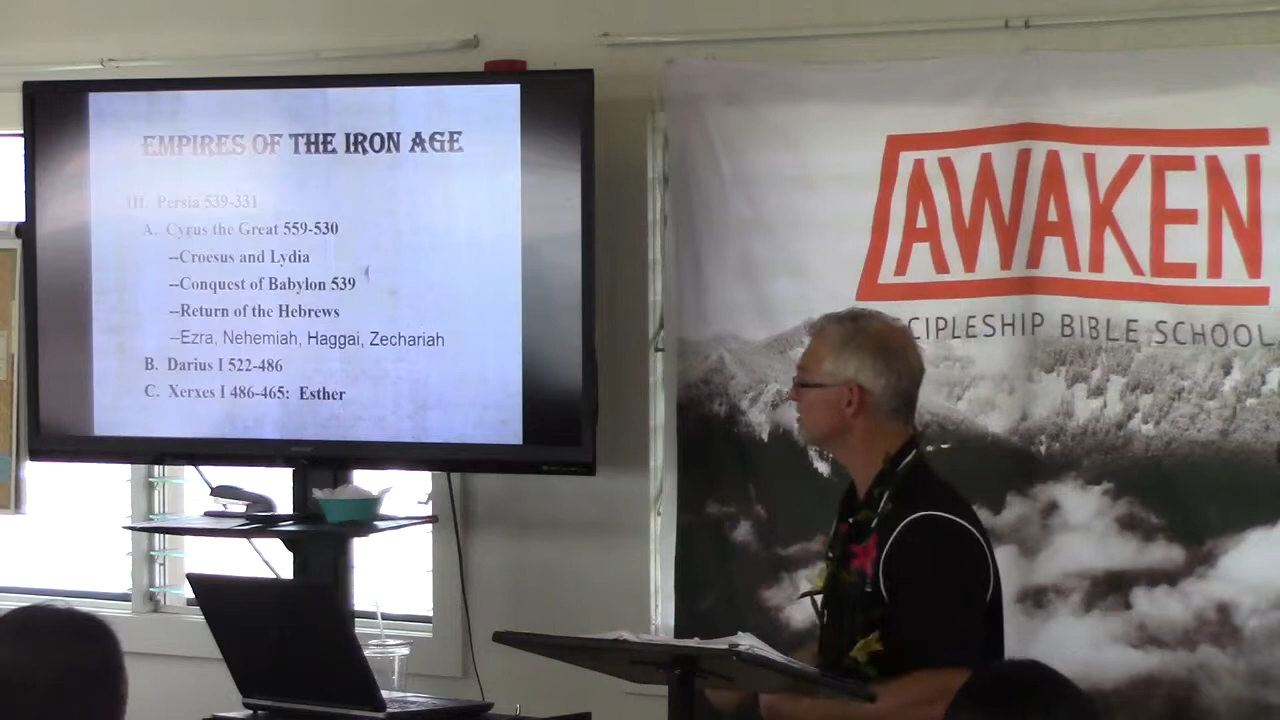 EMPIRES OF THE IRON AGE
III. Persia 539-331
A. Cyrus the Great 559-530
--Croesus and Lydia
--Conquest of Babylon 539
--Return of the Hebrews
--Ezra, Nehemiah, Haggai, Zechariah
B. Darius I 522-486
C. Xerxes I 486-465: Esther
AWAKEN
CIPLESHIP BIBLE SCHOOL